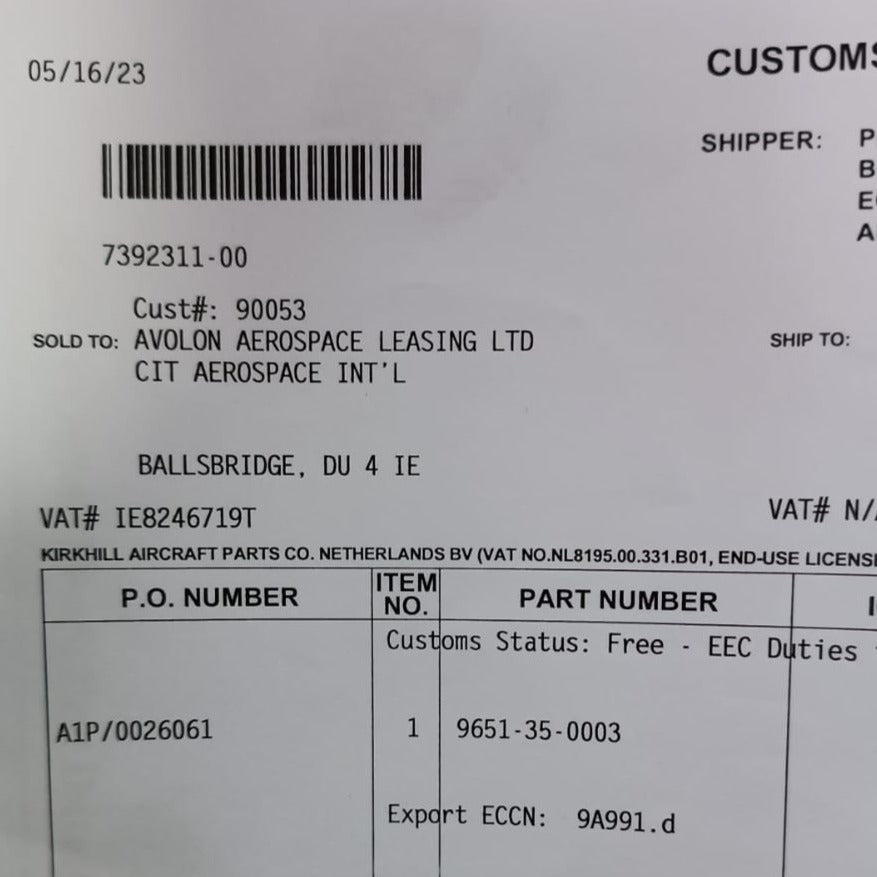 05/16/23
CUSTOMS
SHIPPER: P
B
E
A
7392311-00
Cust#: 90053
SOLD TO: AVOLON AEROSPACE LEASING LTD
SHIP TO:
CIT AEROSPACE INT'L
BALLSBRIDGE, DU 4 IE
VAT# IE8246719T
VAT# N/
KIRKHILL AIRCRAFT PARTS CO. NETHERLANDS BV (VAT NO.NL8195.00.331.B01, END-USE LICENSE
P.O. NUMBER ITEM NO. PART NUMBER
Customs Status: Free - EEC Duties
A1P/0026061 1 9651-35-0003
Export ECCN: 9A991.d